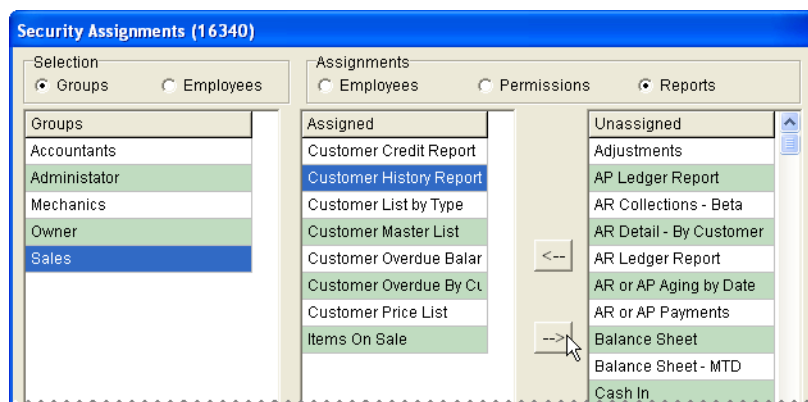 Security Assignments (16340)
Selection
Groups
Employees
Assignments
Employees
Permissions
Reports
Groups
Accountants
Administator
Mechanics
Owner
Sales
Assigned
Customer Credit Report
Customer History Report
Customer List by Type
Customer Master List
Customer Overdue Balar
Customer Overdue By Cu
Customer Price List
Items On Sale
<--
-->
Unassigned
Adjustments
AP Ledger Report
AR Collections - Beta
AR Detail - By Customer
AR Ledger Report
AR or AP Aging by Date
AR or AP Payments
Balance Sheet
Balance Sheet - MTD
Cash In